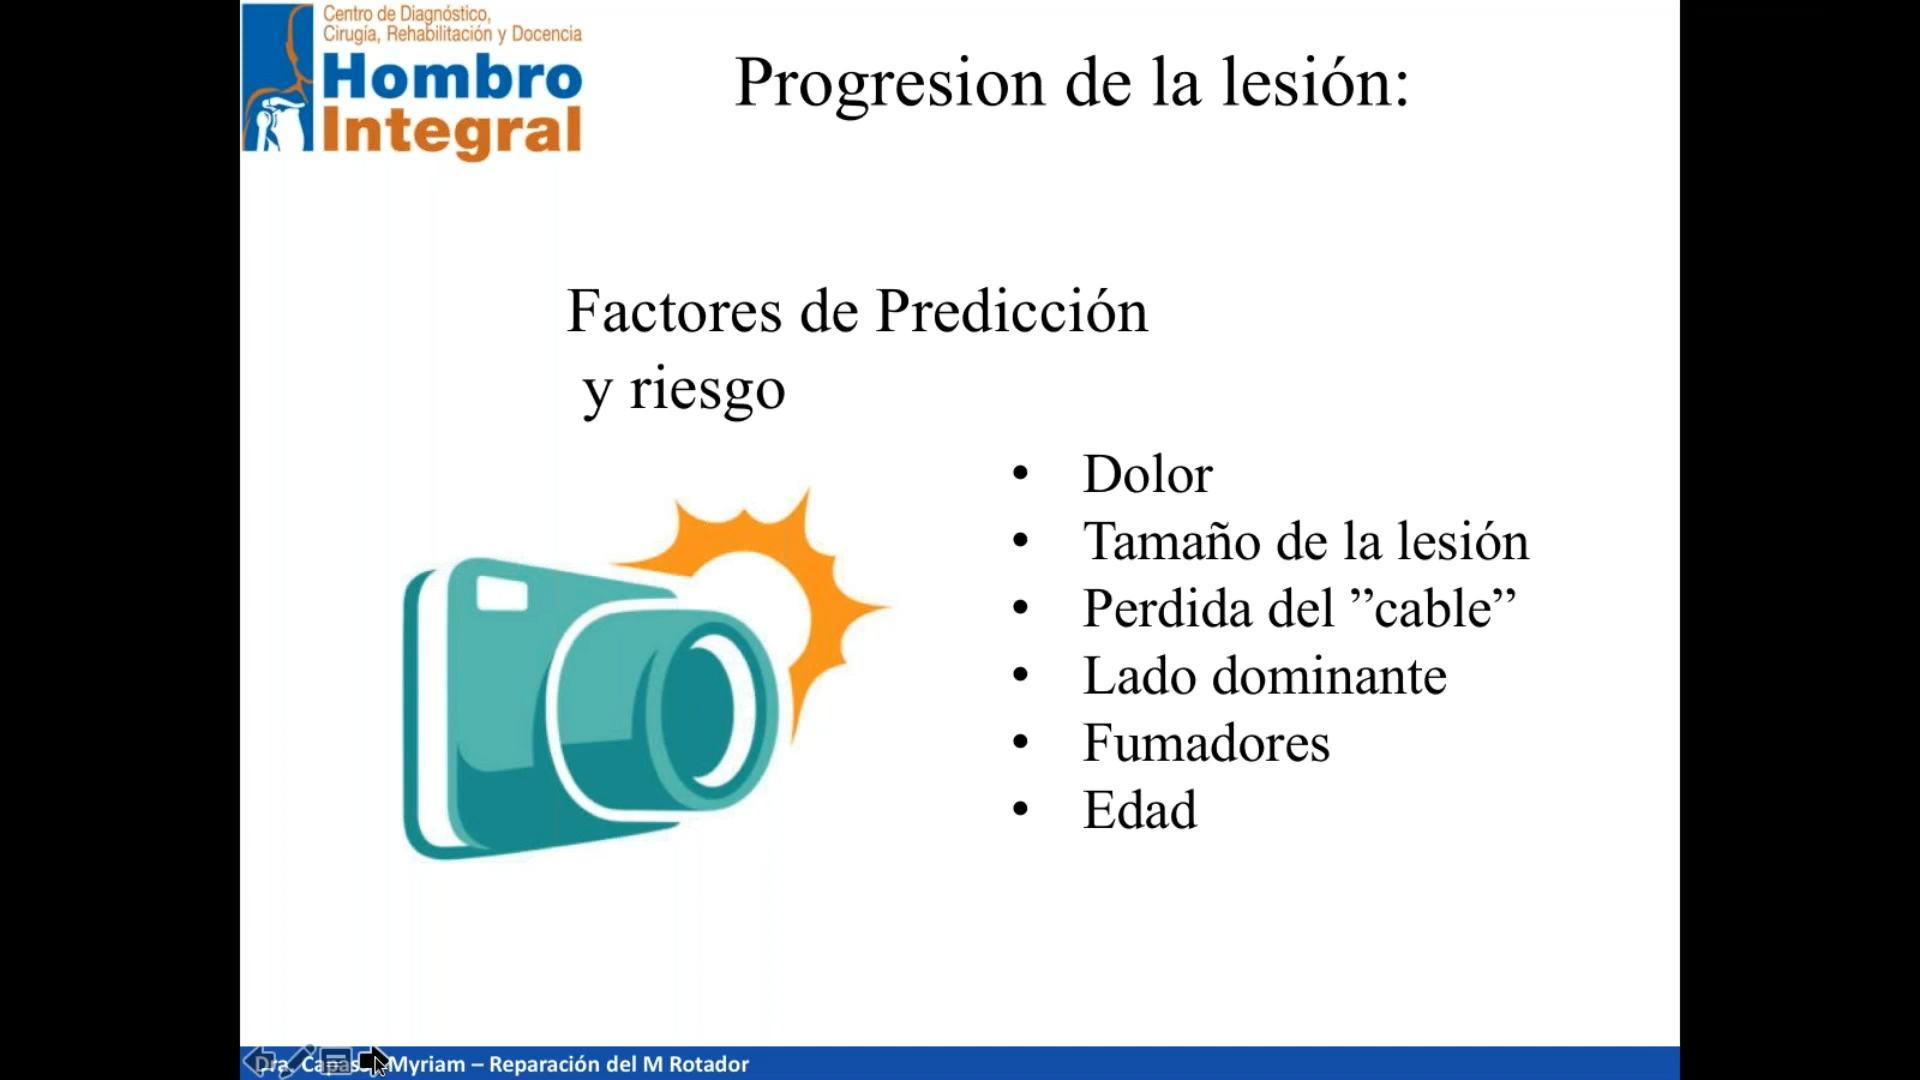 Centro de Diagnóstico,
Cirugía, Rehabilitación y Docencia
Hombro
Integral
Progresion de la lesión:
Factores de Predicción
y riesgo
• Dolor
• Tamaño de la lesión
• Perdida del ”cable”
• Lado dominante
• Fumadores
• Edad
Dra. Myriam – Reparación del M Rotador